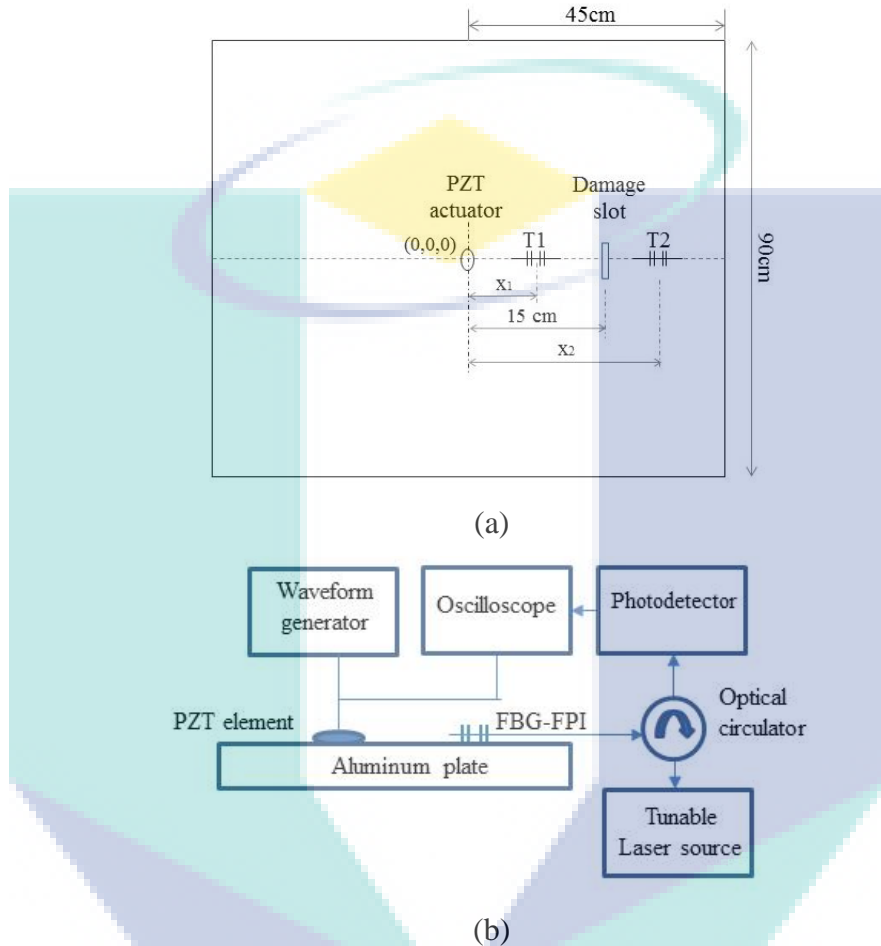 45cm
PZT
actuator
Damage
slot
(0,0,0)
T1
T2
90cm
x1
15 cm
x2
(a)
Waveform
generator
Oscilloscope
Photodetector
PZT element
FBG-FPI
Optical
circulator
Aluminum plate
Tunable
Laser source
(b)